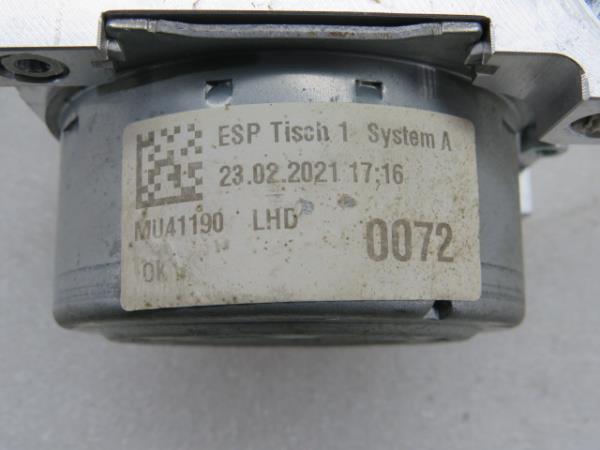 ESP Tisch 1 System A
23.02.2021 17:16
MU41190 LHD
0072
OK